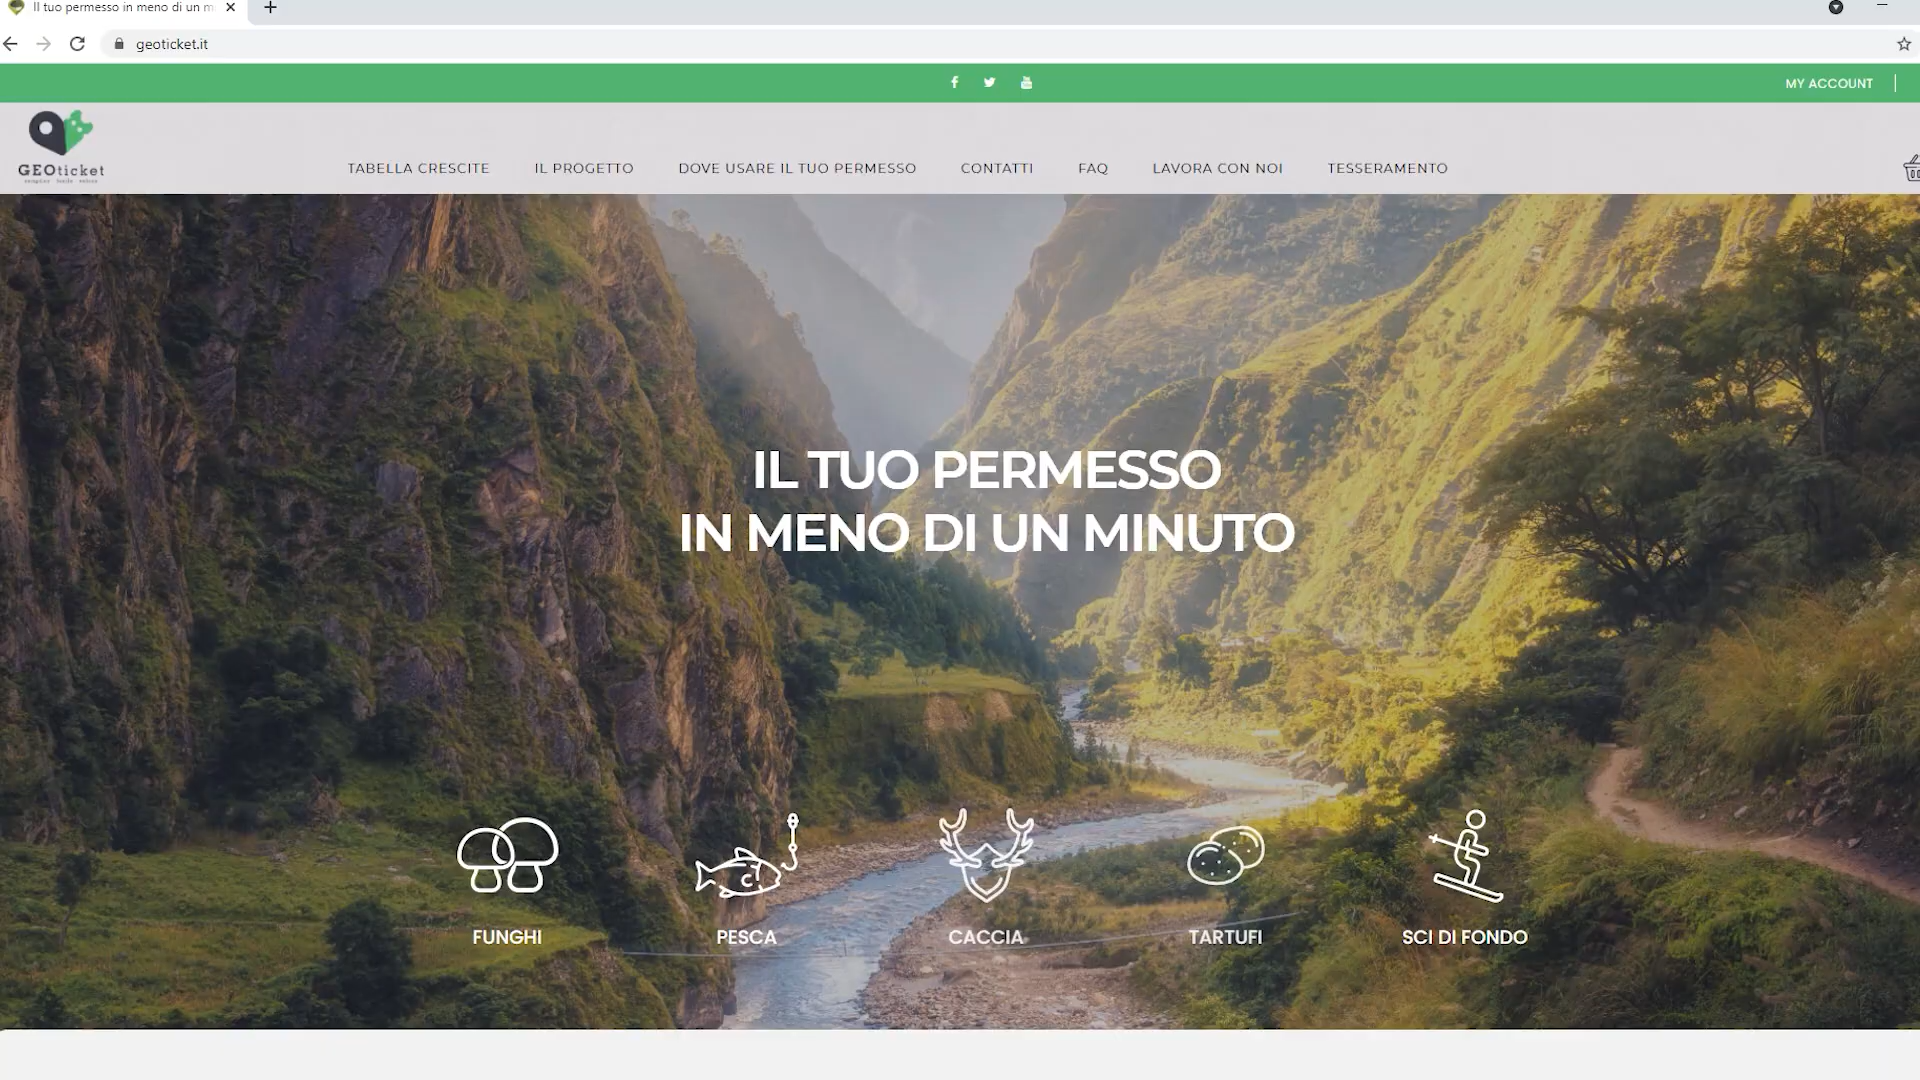 Il tuo permesso in meno di un m
geoticket.it
MY ACCOUNT
GEOticket
TABELLA CRESCITE IL PROGETTO DOVE USARE IL TUO PERMESSO CONTATTI FAQ LAVORA CON NOI TESSERAMENTO
IL TUO PERMESSO
IN MENO DI UN MINUTO
FUNGHI PESCA CACCIA TARTUFI SCI DI FONDO